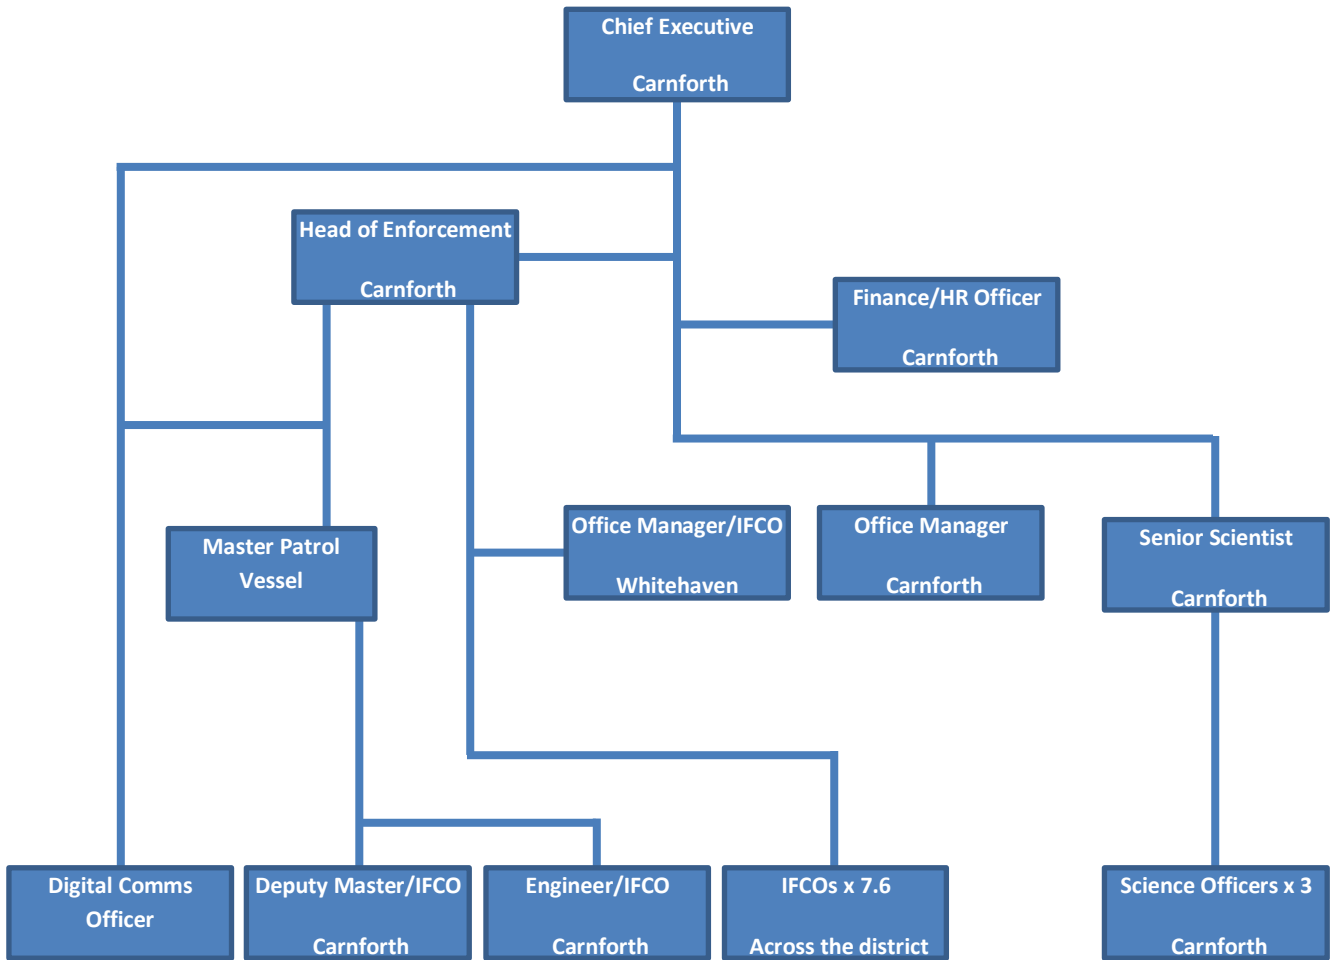 Chief Executive
Carnforth
Head of Enforcement
Carnforth
Finance/HR Officer
Carnforth
Office Manager/IFCO
Whitehaven
Office Manager
Carnforth
Senior Scientist
Carnforth
Master Patrol
Vessel
Digital Comms
Officer
Deputy Master/IFCO
Carnforth
Engineer/IFCO
Carnforth
IFCOs x 7.6
Across the district
Science Officers x 3
Carnforth